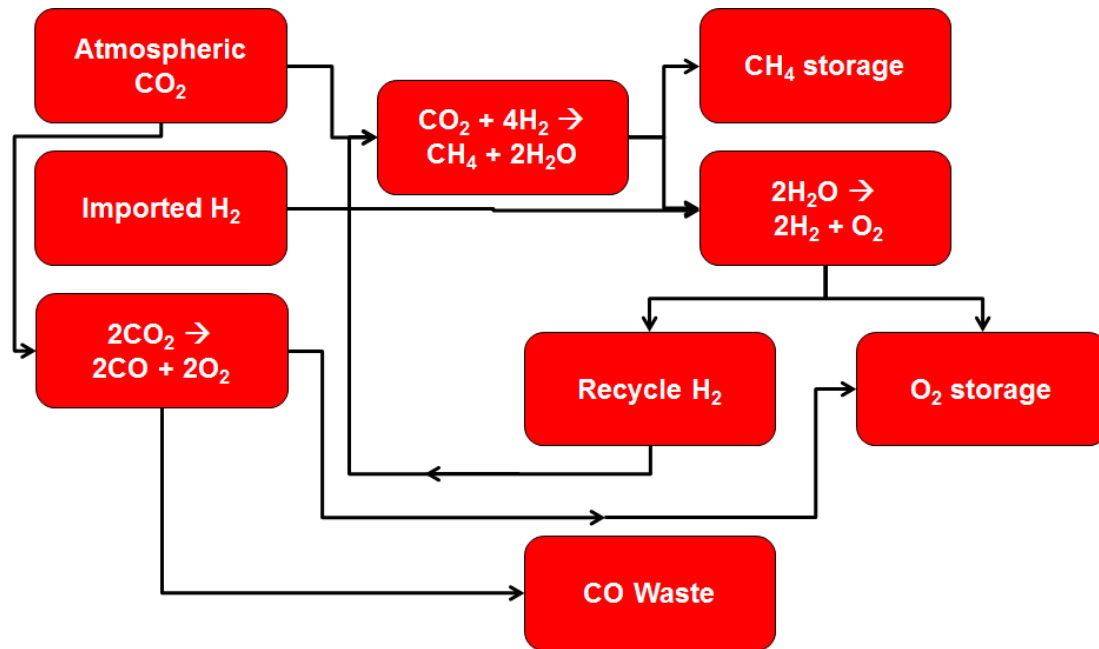 Atmospheric
CO₂
CH₄ storage
CO₂ + 4H₂ →
CH₄ + 2H₂O
Imported H₂
2H₂O →
2H₂ + O₂
2CO₂ →
2CO + 2O₂
Recycle H₂
O₂ storage
CO Waste